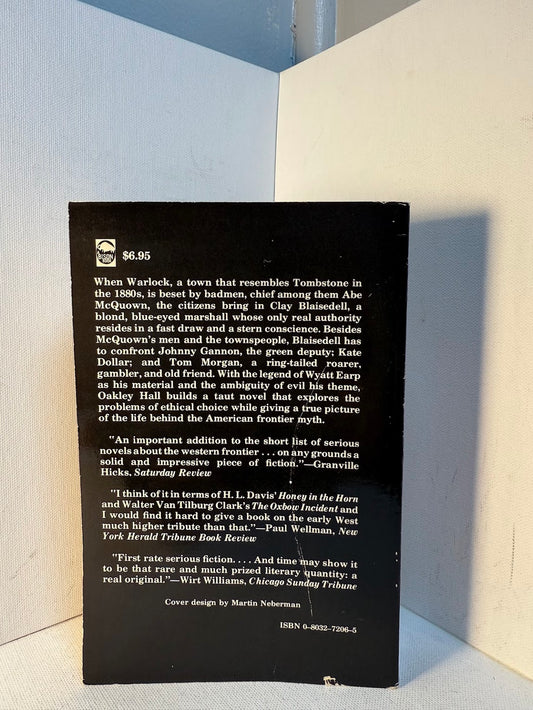 BISON
BOOK
$6.95
When Warlock, a town that resembles Tombstone in
the 1880s, is beset by badmen, chief among them Abe
McQuown, the citizens bring in Clay Blaisedell, a
blond, blue-eyed marshall whose only real authority
resides in a fast draw and a stern conscience. Besides
McQuown's men and the townspeople, Blaisedell has
to confront Johnny Gannon, the green deputy; Kate
Dollar; and Tom Morgan, a ring-tailed roarer,
gambler, and old friend. With the legend of Wyatt Earp
as his material and the ambiguity of evil his theme,
Oakley Hall builds a taut novel that explores the
problems of ethical choice while giving a true picture
of the life behind the American frontier myth.
"An important addition to the short list of serious
novels about the western frontier . . . on any grounds a
solid and impressive piece of fiction."—Granville
Hicks, Saturday Review
"I think of it in terms of H. L. Davis' Honey in the Horn
and Walter Van Tilburg Clark's The Oxbow Incident and
I would find it hard to give a book on the early West
much higher tribute than that."—Paul Wellman, New
York Herald Tribune Book Review
"First rate serious fiction. . . . And time may show it
to be that rare and much prized literary quantity: a
real original."—Wirt Williams, Chicago Sunday Tribune
Cover design by Martin Neberman
ISBN 0-8032-7206-5